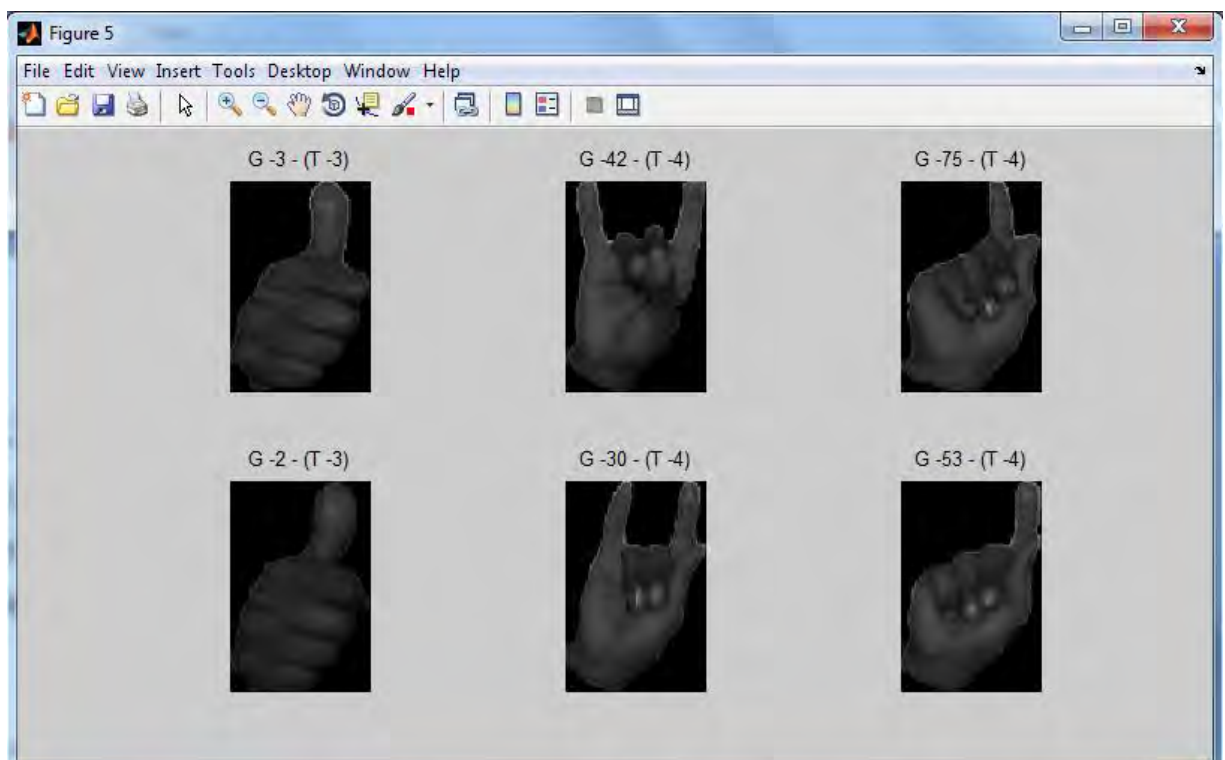 Figure 5
File Edit View Insert Tools Desktop Window Help
G -3 - (T -3)
G -42 - (T -4)
G -75 - (T -4)
G -2 - (T -3)
G -30 - (T -4)
G -53 - (T -4)